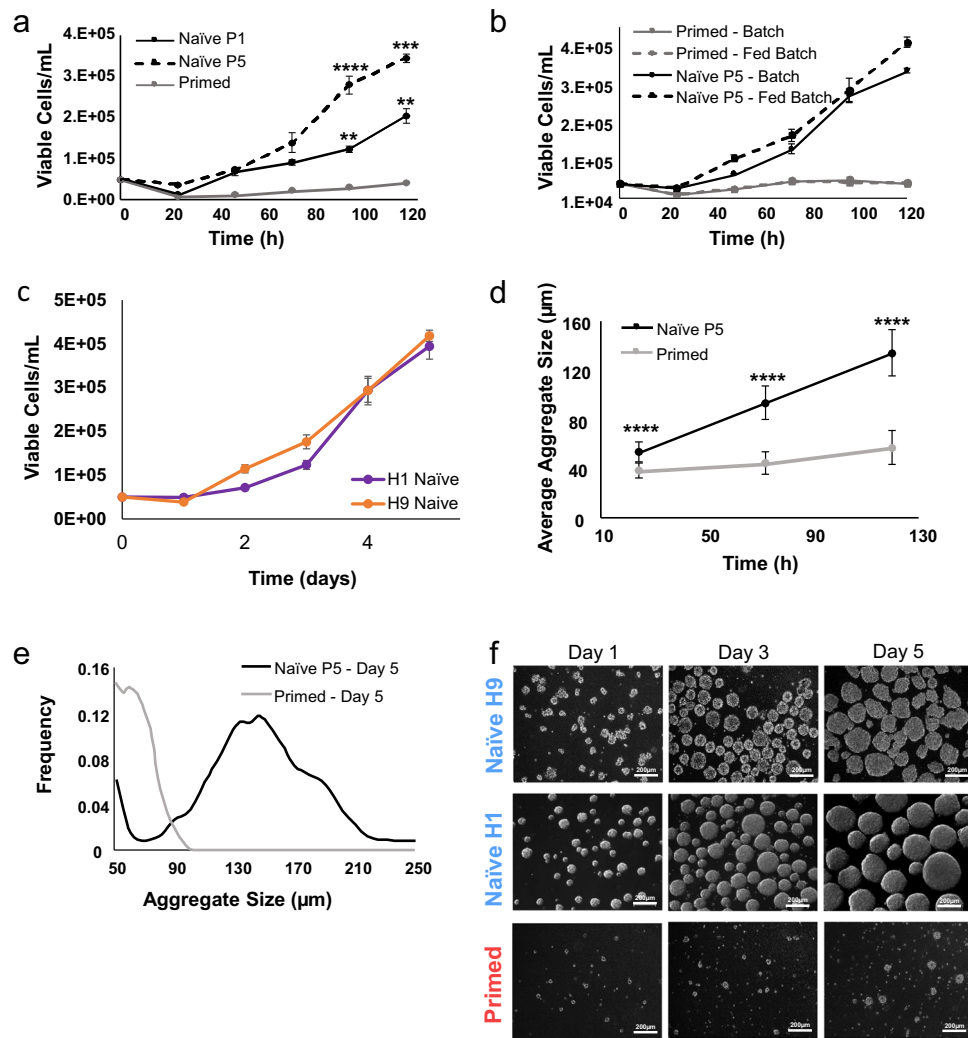 a
Naïve P1
Naïve P5
Primed
4.E+05
3.E+05
2.E+05
1.E+05
0.E+00
****
***
**
**
0 20 40 60 80 100 120
Viable Cells/mL
Time (h)
b
Primed - Batch
Primed - Fed Batch
Naïve P5 - Batch
Naïve P5 - Fed Batch
4.E+05
3.E+05
2.E+05
1.E+05
1.E+04
0 20 40 60 80 100 120
Viable Cells/mL
Time (h)
c
5E+05
4E+05
3E+05
2E+05
1E+05
0E+00
H1 Naïve
H9 Naive
0 2 4
Viable Cells/mL
Time (days)
d
Naïve P5
Primed
160
120
80
40
0
****
****
****
10 50 90 130
Average Aggregate Size (µm)
Time (h)
e
Naïve P5 - Day 5
Primed - Day 5
0.16
0.12
0.08
0.04
0
50 90 130 170 210 250
Frequency
Aggregate Size (µm)
f
Day 1 Day 3 Day 5
Naïve H9
200µm 200µm 200µm
Naïve H1
200µm 200µm 200µm
Primed
200µm 200µm 200µm